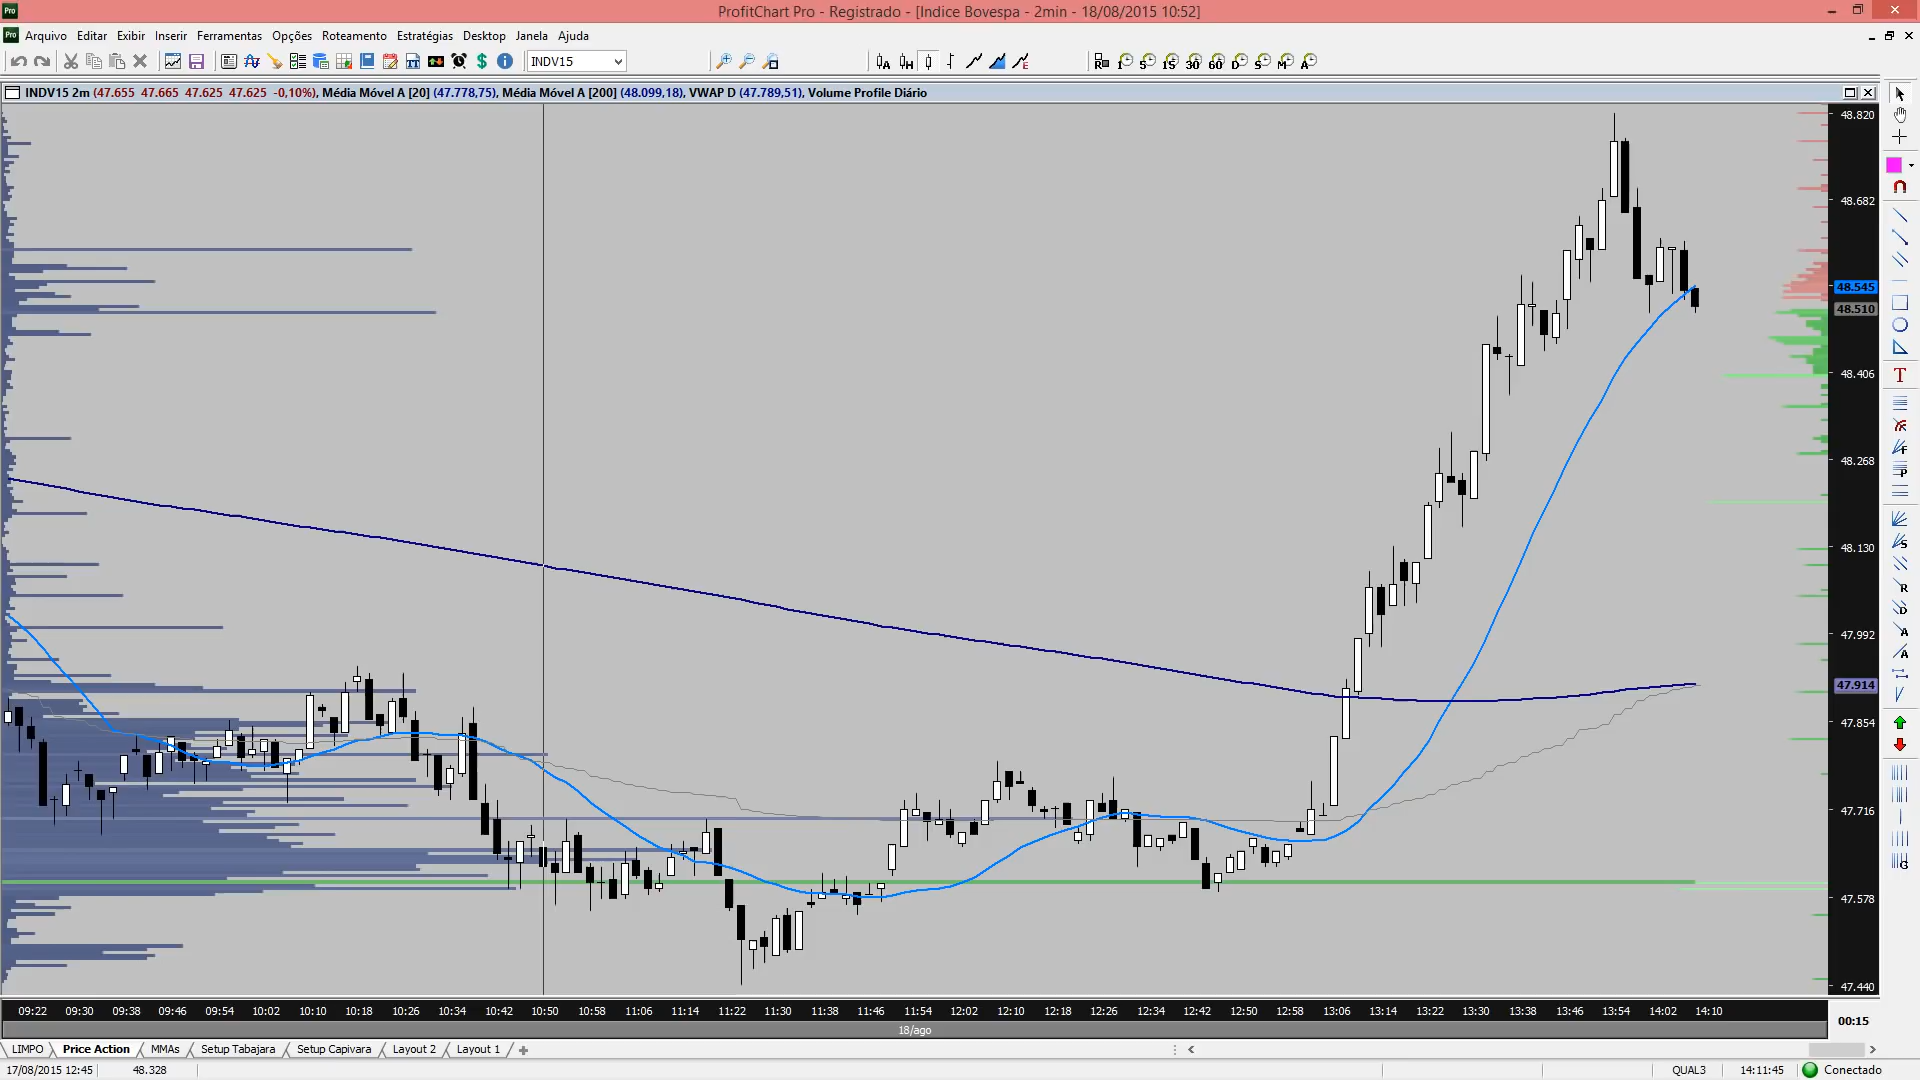 Pro ProfitChart Pro - Registrado - [Indice Bovespa - 2min - 18/08/2015 10:52]
Pro Arquivo Editar Exibir Inserir Ferramentas Opções Roteamento Estratégias Desktop Janela Ajuda
INDV15
A H E R 1 5 15 30 60 D S M A
INDV15 2m (47.655 47.665 47.625 47.625 -0,10%), Média Móvel A [20] (47.778,75), Média Móvel A [200] (48.099,18), VWAP D (47.789,51), Volume Profile Diário
48.820
48.682
48.545
48.510
48.406
48.268
48.130
47.992
47.914
47.854
47.716
47.578
47.440
T
F
P
S
R
D
A
A
G
09:22 09:30 09:38 09:46 09:54 10:02 10:10 10:18 10:26 10:34 10:42 10:50 10:58 11:06 11:14 11:22 11:30 11:38 11:46 11:54 12:02 12:10 12:18 12:26 12:34 12:42 12:50 12:58 13:06 13:14 13:22 13:30 13:38 13:46 13:54 14:02 14:10
00:15
18/ago
LIMPO Price Action MMAs Setup Tabajara Setup Capivara Layout 2 Layout 1
17/08/2015 12:45 48.328 QUAL3 14:11:45 Conectado